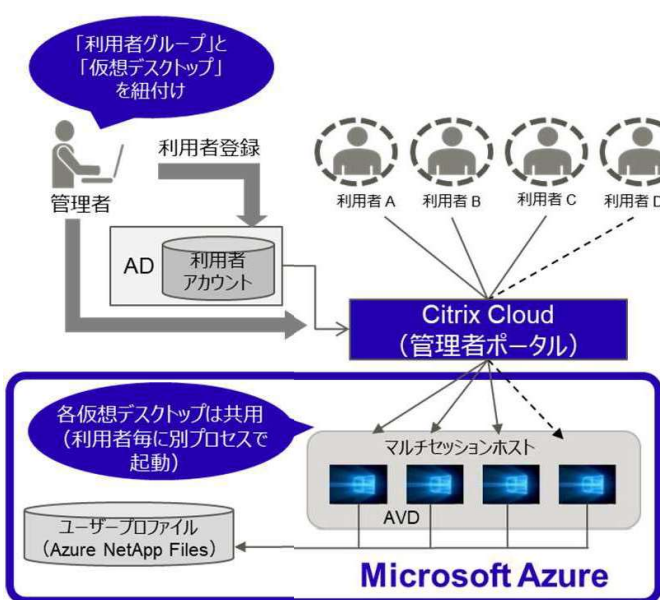 「利用者グループ」と
「仮想デスクトップ」
を紐付け
利用者登録
管理者
利用者 A
利用者 B
利用者 C
利用者 D
AD
利用者
アカウント
Citrix Cloud
（管理者ポータル）
各仮想デスクトップは共用
（利用者毎に別プロセスで
起動）
マルチセッションホスト
AVD
ユーザープロファイル
（Azure NetApp Files）
Microsoft Azure